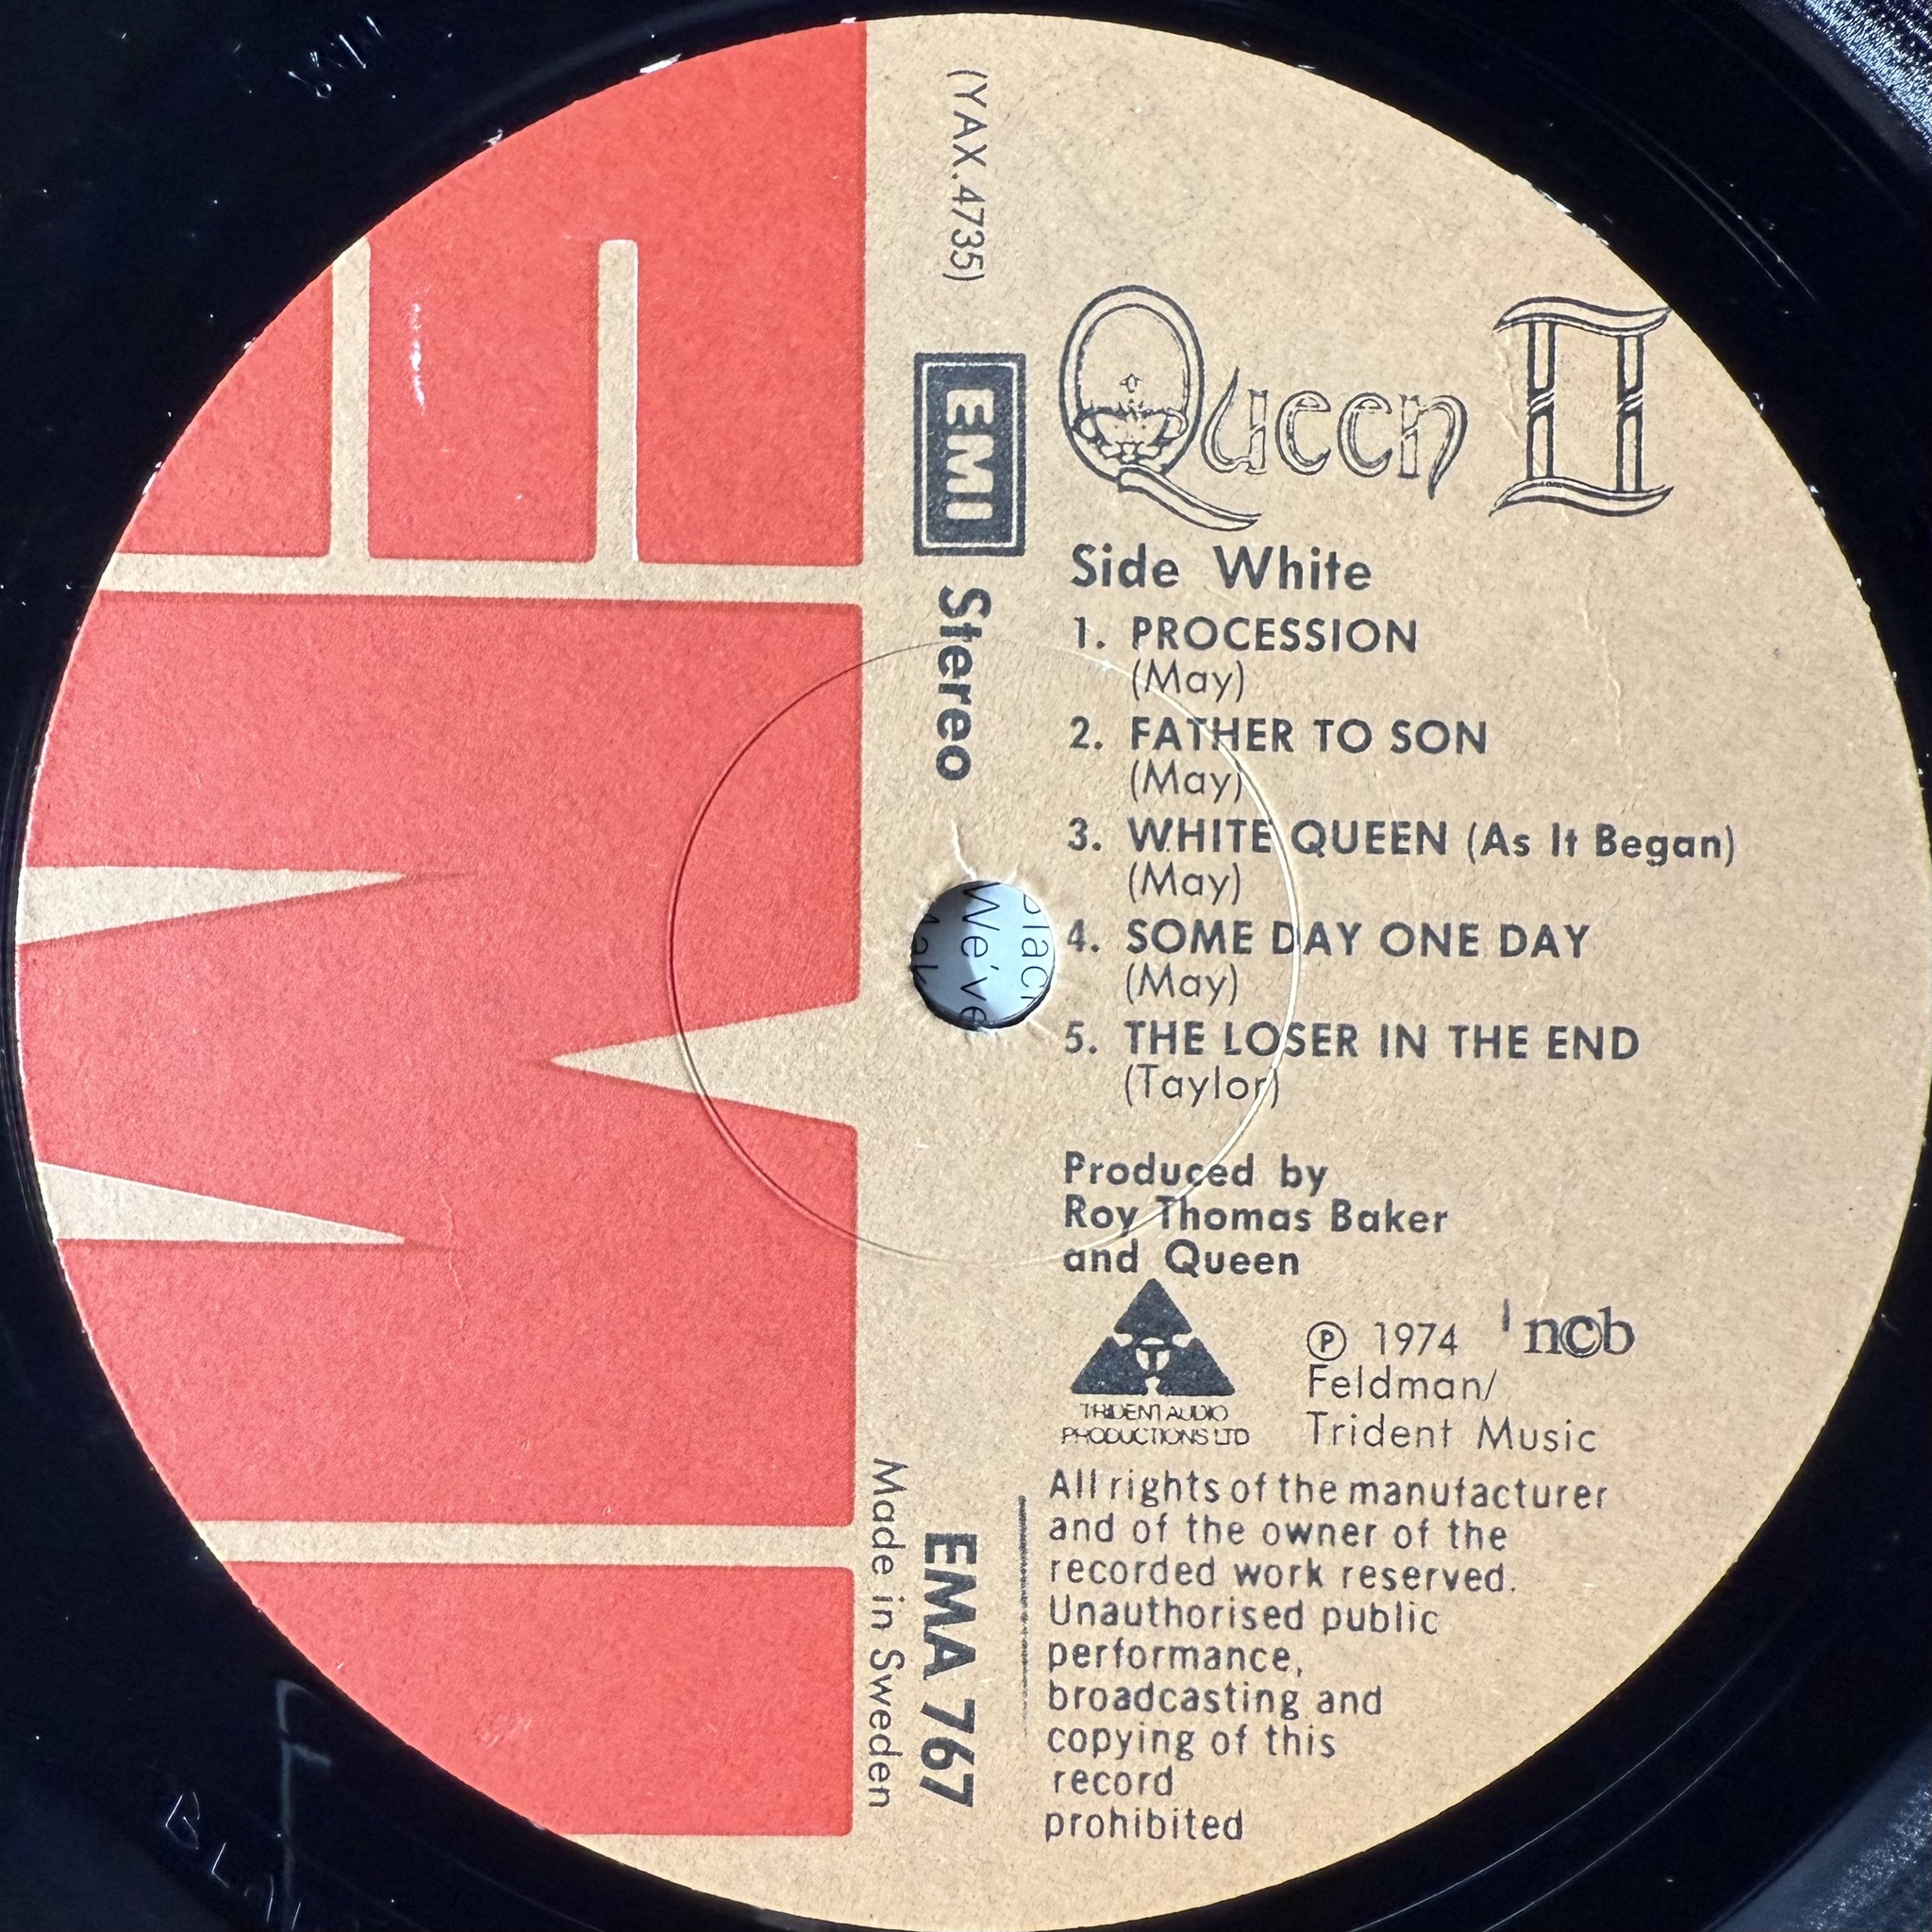 (YAX.4735)
EMI
Stereo
Queen II
Side White
1. PROCESSION
(May)
2. FATHER TO SON
(May)
3. WHITE QUEEN (As It Began)
(May)
4. SOME DAY ONE DAY
(May)
5. THE LOSER IN THE END
(Taylor)
Produced by
Roy Thomas Baker
and Queen
TRIDENT AUDIO
PRODUCTIONS LTD
Ⓟ 1974 ncb
Feldman/
Trident Music
All rights of the manufacturer
and of the owner of the
recorded work reserved.
Unauthorised public
performance,
broadcasting and
copying of this
record
prohibited
EMA 767
Made in Sweden
We've